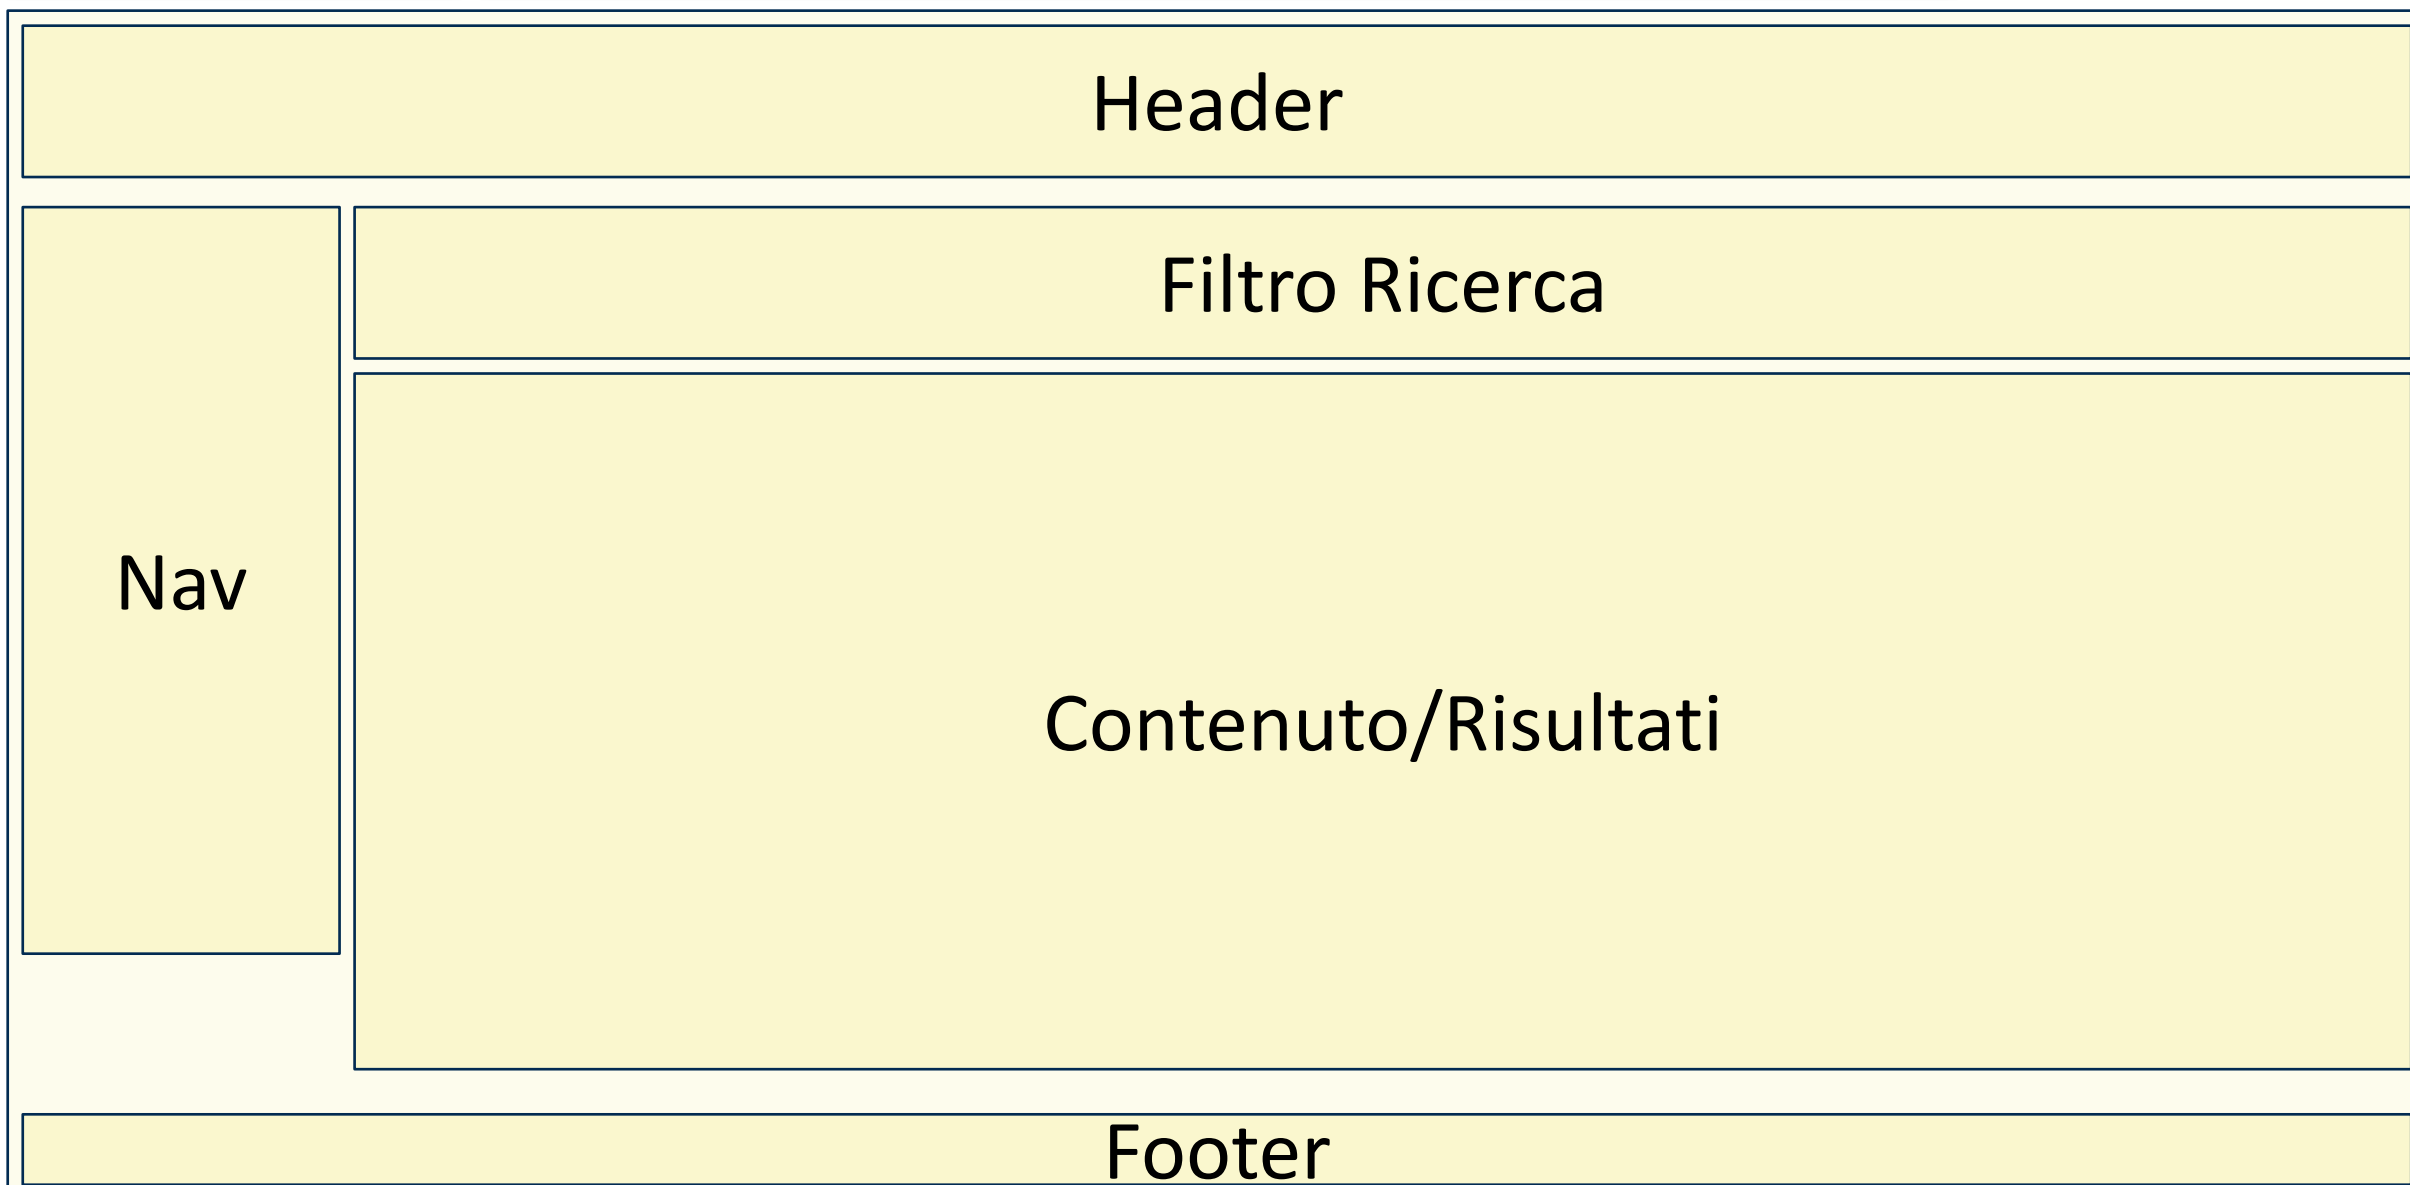 Header
Filtro Ricerca
Nav
Contenuto/Risultati
Footer